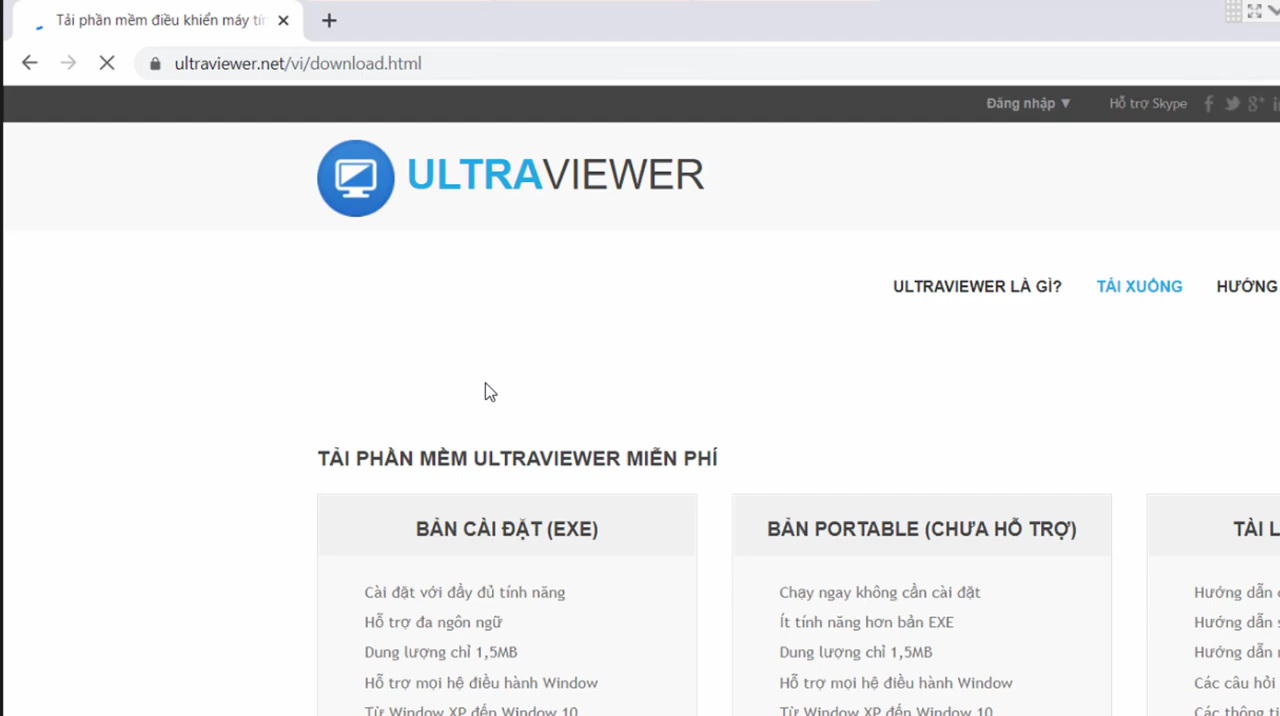 Tải phần mềm điều khiển máy tín
ultraviewer.net/vi/download.html
Đăng nhập ▼ Hỗ trợ Skype
ULTRAVIEWER
ULTRAVIEWER LÀ GÌ? TẢI XUỐNG HƯỚNG
TẢI PHẦN MỀM ULTRAVIEWER MIỄN PHÍ
BẢN CÀI ĐẶT (EXE)
Cài đặt với đầy đủ tính năng
Hỗ trợ đa ngôn ngữ
Dung lượng chỉ 1,5MB
Hỗ trợ mọi hệ điều hành Window
Từ Window XP đến Window 10
BẢN PORTABLE (CHƯA HỖ TRỢ)
Chạy ngay không cần cài đặt
Ít tính năng hơn bản EXE
Dung lượng chỉ 1,5MB
Hỗ trợ mọi hệ điều hành Window
Từ Window XP đến Window 10
TÀI L
Hướng dẫn
Hướng dẫn
Hướng dẫn
Các câu hỏi
Các thông